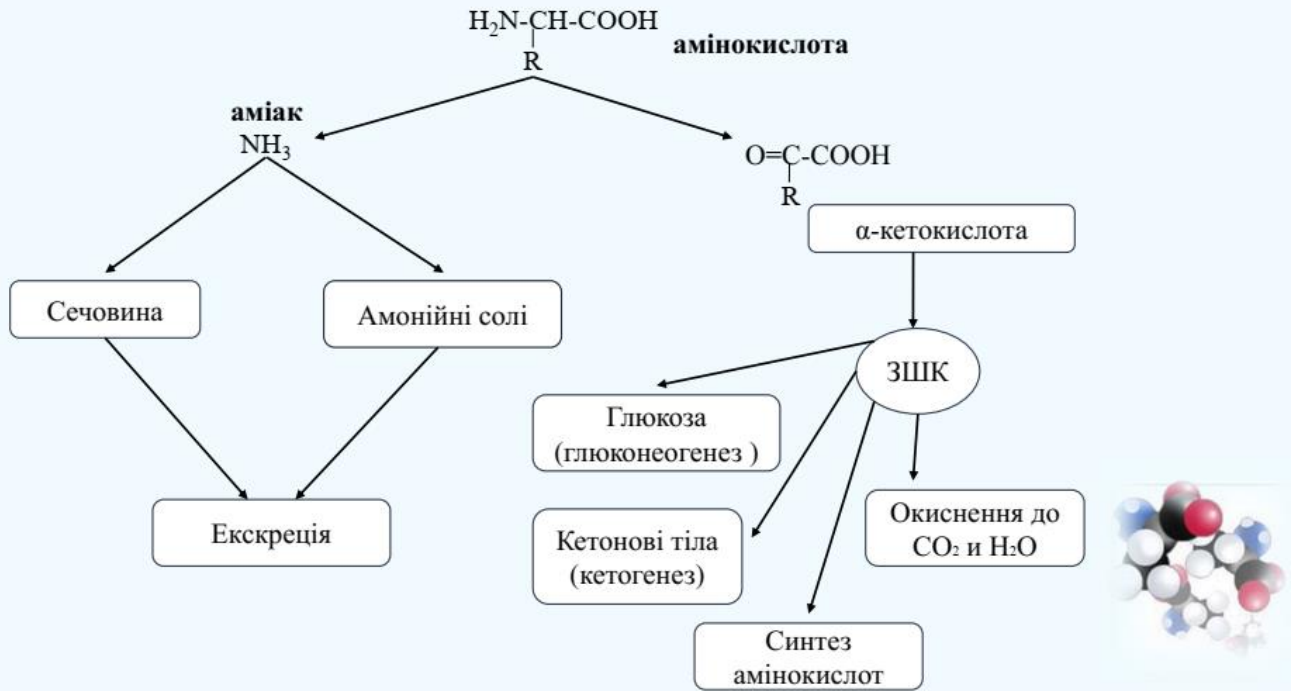 H₂N-CH-COOH
R
амінокислота
аміак
NH₃
O=C-COOH
R
α-кетокислота
Сечовина
Амонійні солі
ЗШК
Глюкоза
(глюконеогенез )
Екскреція
Кетонові тіла
(кетогенез)
Окиснення до
CO₂ и H₂O
Синтез
амінокислот